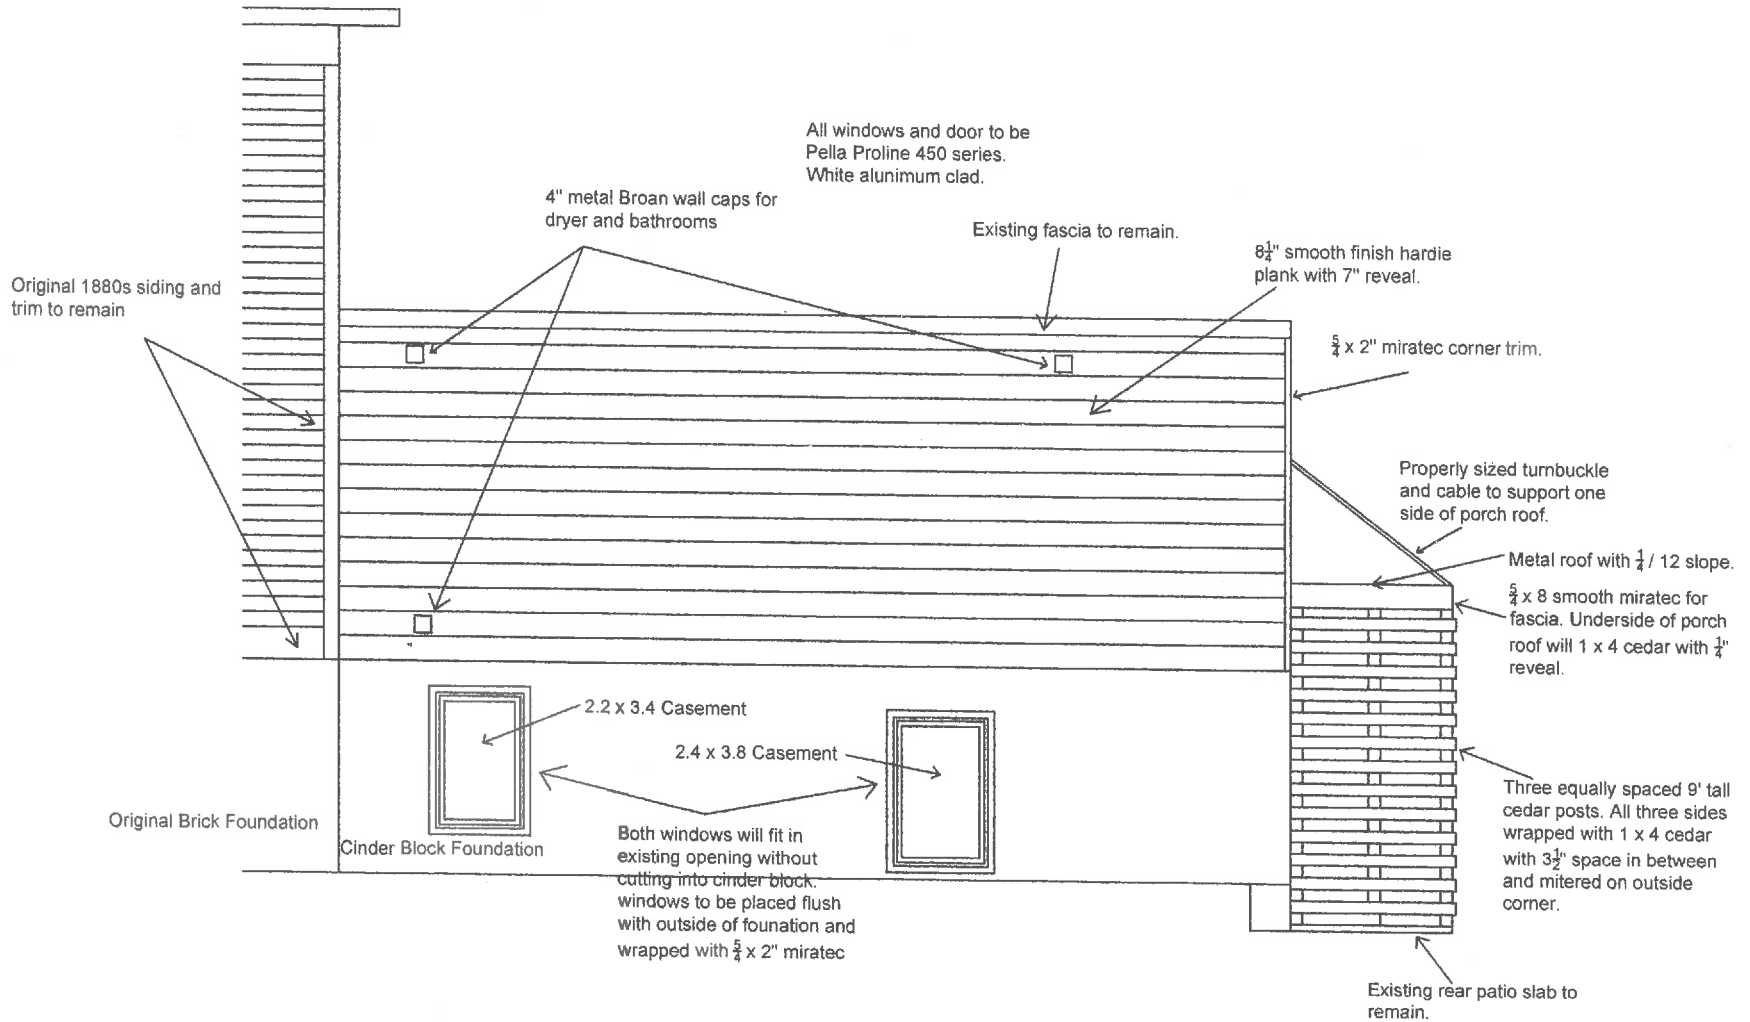 All windows and door to be
Pella Proline 450 series.
White alunimum clad.
4" metal Broan wall caps for
dryer and bathrooms
Existing fascia to remain.
8 1/4" smooth finish hardie
plank with 7" reveal.
Original 1880s siding and
trim to remain
5/4 x 2" miratec corner trim.
Properly sized turnbuckle
and cable to support one
side of porch roof.
Metal roof with 1/4 / 12 slope.
5/4 x 8 smooth miratec for
fascia. Underside of porch
roof will 1 x 4 cedar with 1/4"
reveal.
2.2 x 3.4 Casement
2.4 x 3.8 Casement
Three equally spaced 9' tall
cedar posts. All three sides
wrapped with 1 x 4 cedar
with 3 1/2" space in between
and mitered on outside
corner.
Original Brick Foundation
Cinder Block Foundation
Both windows will fit in
existing opening without
cutting into cinder block.
windows to be placed flush
with outside of founation and
wrapped with 5/4 x 2" miratec
Existing rear patio slab to
remain.